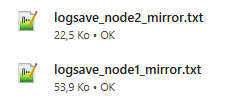 logsave_node2_mirror.txt
22,5 Ko • OK
logsave_node1_mirror.txt
53,9 Ko • OK